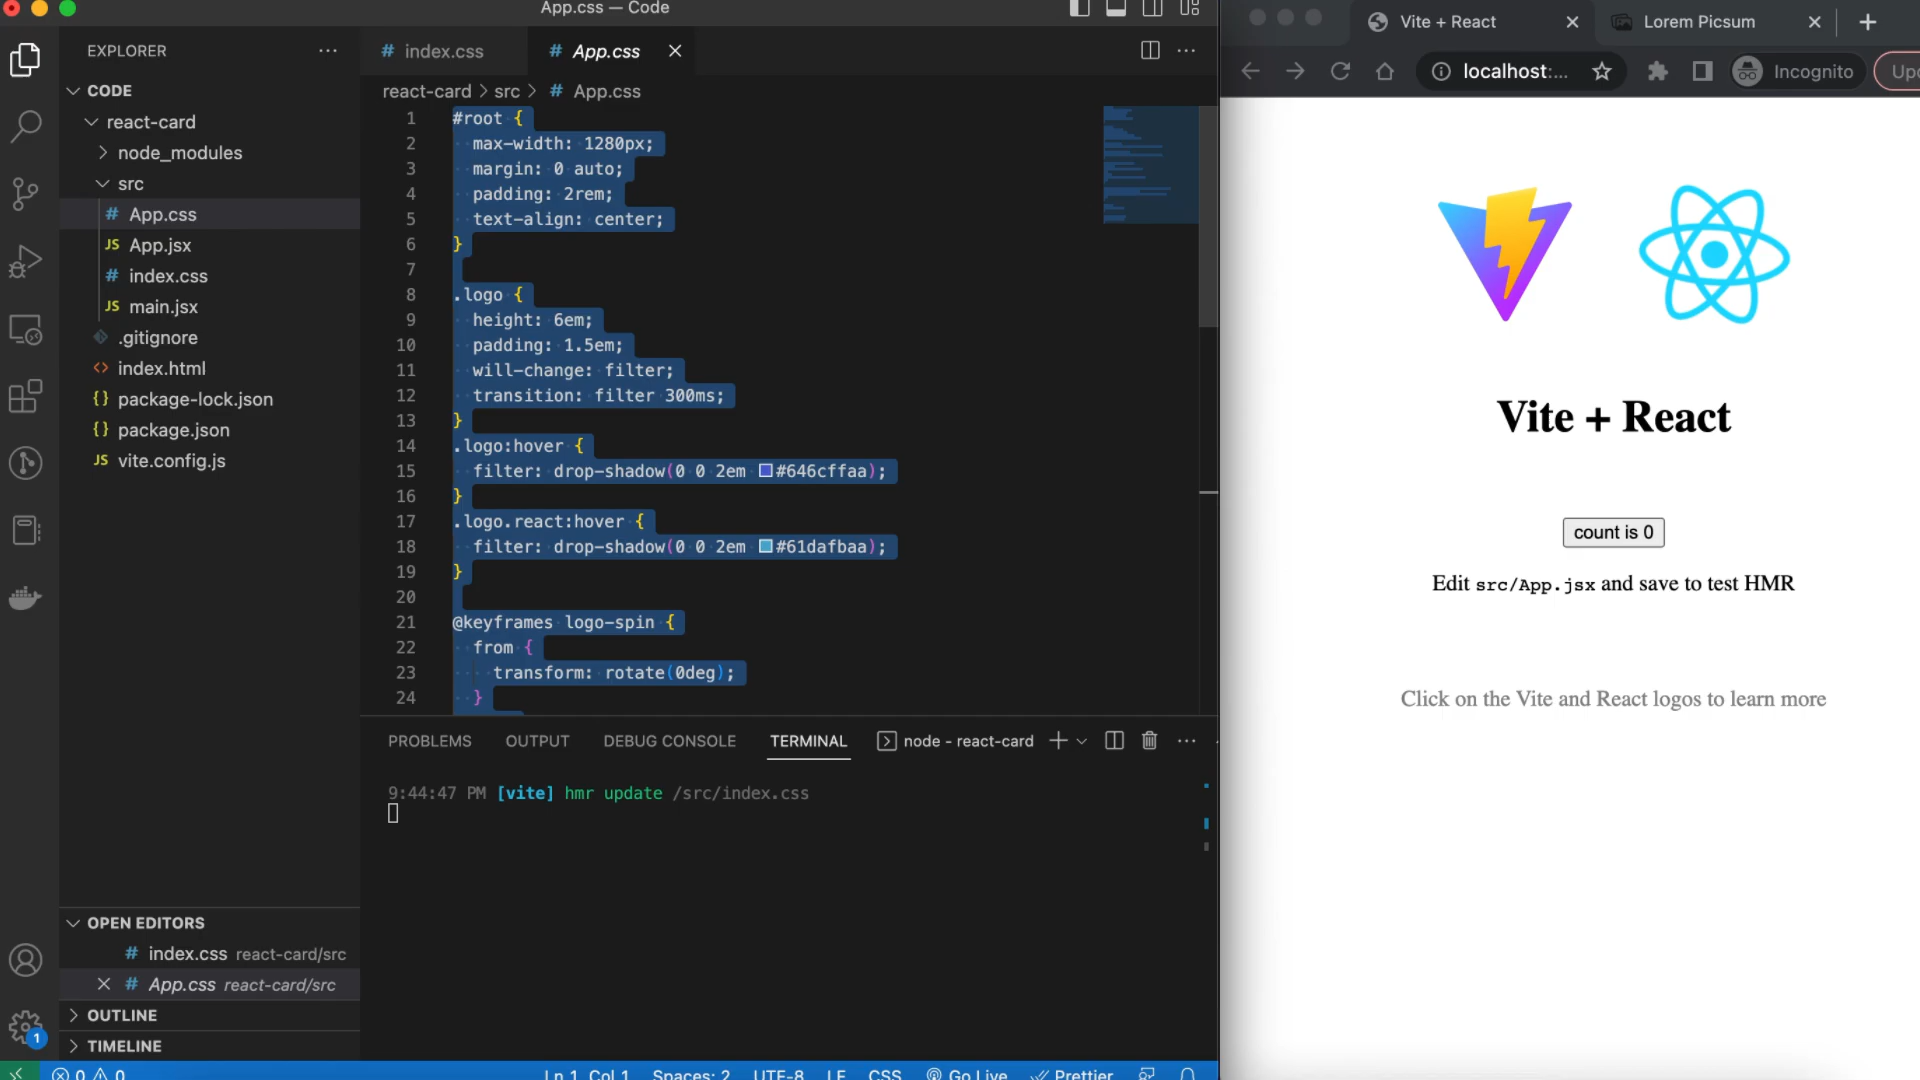 App.css — Code
EXPLORER
CODE
react-card
node_modules
src
# App.css
JS App.jsx
# index.css
JS main.jsx
.gitignore
<> index.html
{} package-lock.json
{} package.json
JS vite.config.js
OPEN EDITORS
# index.css react-card/src
# App.css react-card/src
OUTLINE
TIMELINE
1
# index.css
# App.css
react-card > src > # App.css
1 #root {
2 max-width: 1280px;
3 margin: 0 auto;
4 padding: 2rem;
5 text-align: center;
6 }
7
8 .logo {
9 height: 6em;
10 padding: 1.5em;
11 will-change: filter;
12 transition: filter 300ms;
13 }
14 .logo:hover {
15 filter: drop-shadow(0 0 2em #646cffaa);
16 }
17 .logo.react:hover {
18 filter: drop-shadow(0 0 2em #61dafbaa);
19 }
20
21 @keyframes logo-spin {
22 from {
23 transform: rotate(0deg);
24 }
PROBLEMS OUTPUT DEBUG CONSOLE TERMINAL node - react-card
9:44:47 PM [vite] hmr update /src/index.css
0 0 Ln 1, Col 1 Spaces: 2 UTF-8 LF CSS Go Live Prettier
Vite + React
Lorem Picsum
localhost:...
Incognito
Vite + React
count is 0
Edit src/App.jsx and save to test HMR
Click on the Vite and React logos to learn more